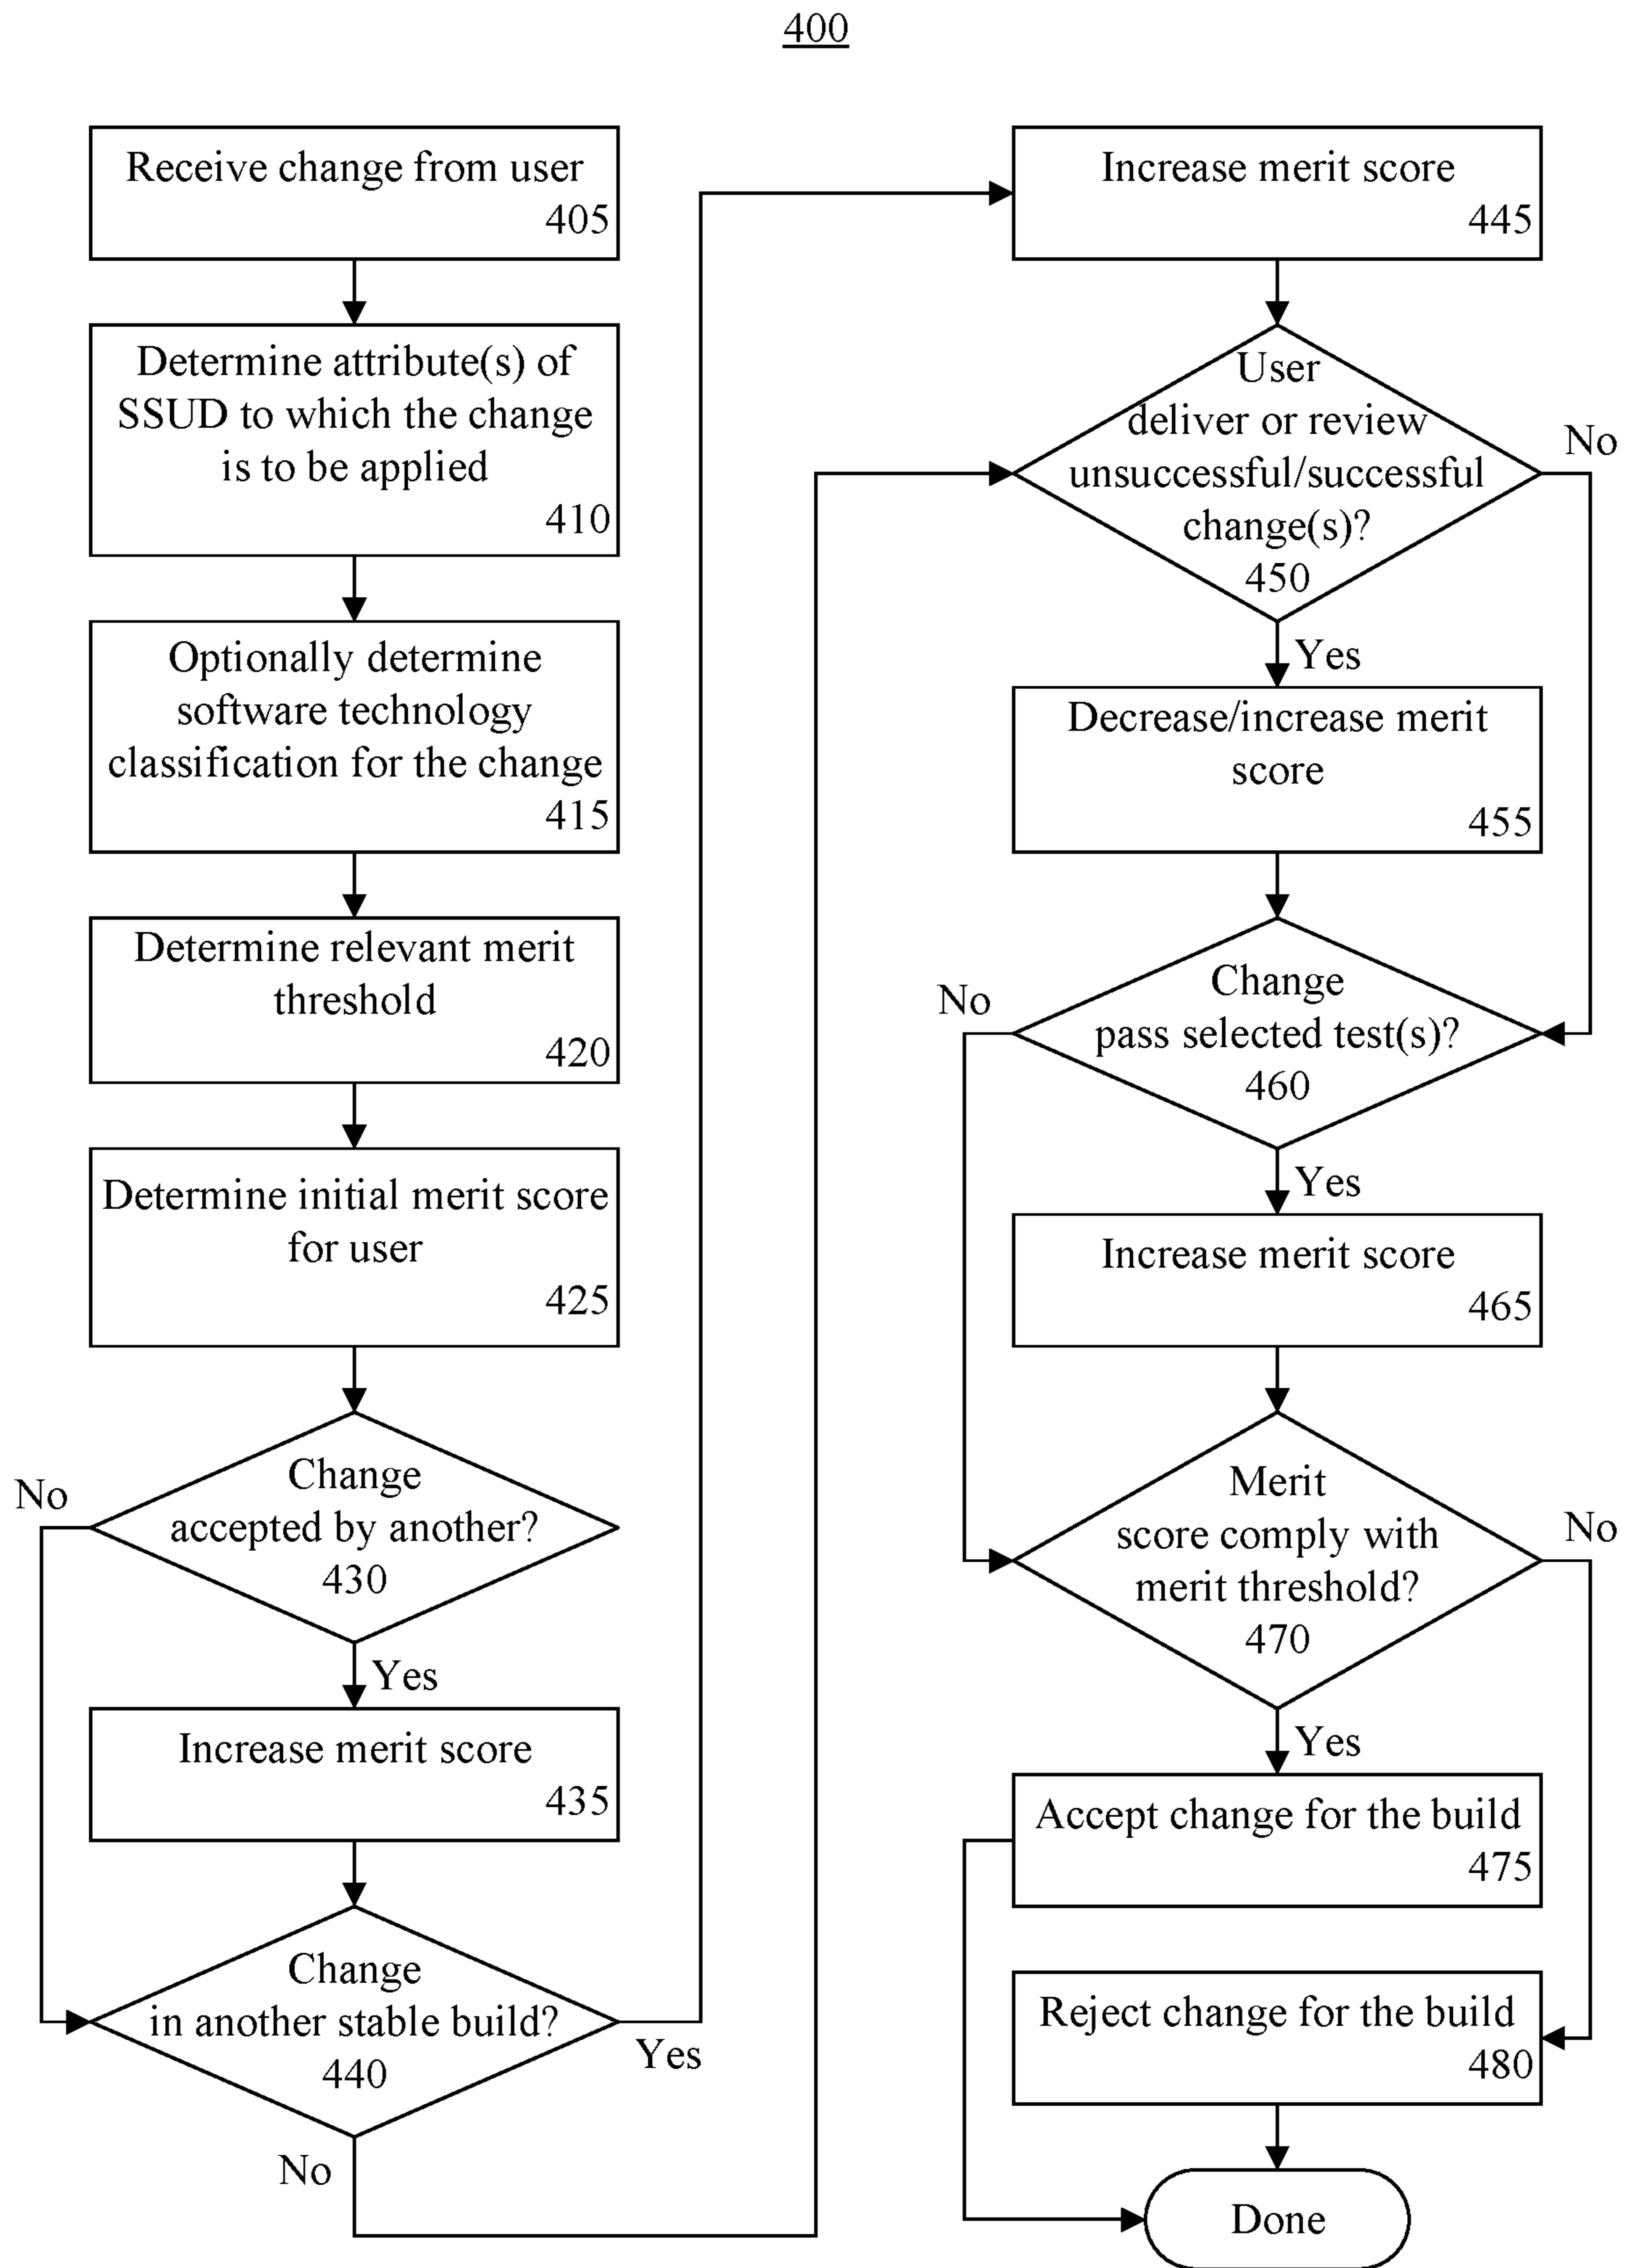 400
Receive change from user
405
Determine attribute(s) of
SSUD to which the change
is to be applied
410
Optionally determine
software technology
classification for the change
415
Determine relevant merit
threshold
420
Determine initial merit score
for user
425
Change
accepted by another?
430
No
Yes
Increase merit score
435
Change
in another stable build?
440
Yes
No
Increase merit score
445
User
deliver or review
unsuccessful/successful
change(s)?
450
No
Yes
Decrease/increase merit
score
455
Change
pass selected test(s)?
460
No
Yes
Increase merit score
465
Merit
score comply with
merit threshold?
470
No
Yes
Accept change for the build
475
Reject change for the build
480
Done